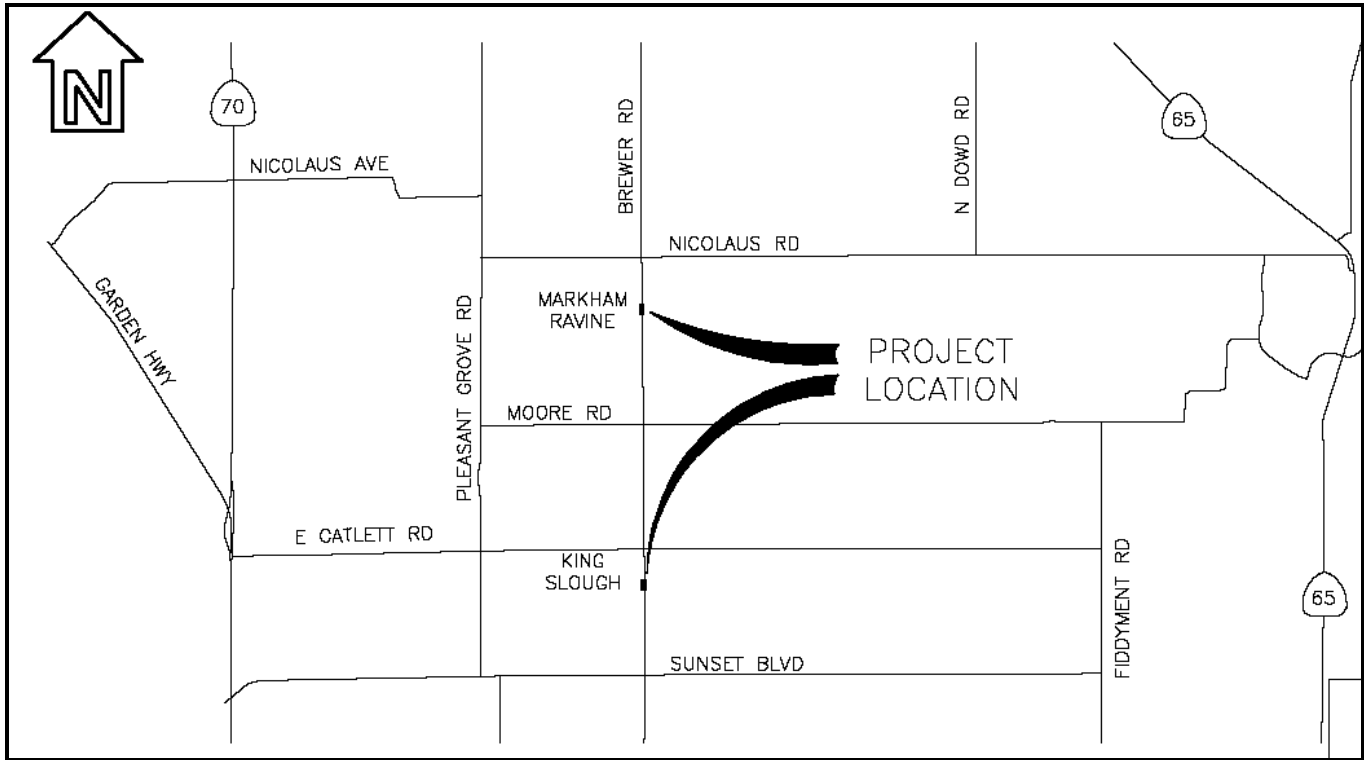 N
70
NICOLAUS AVE
BREWER RD
N DOWD RD
65
NICOLAUS RD
GARDEN HWY
PLEASANT GROVE RD
MARKHAM
RAVINE
PROJECT
LOCATION
MOORE RD
E CATLETT RD
KING
SLOUGH
FIDDYMENT RD
65
SUNSET BLVD